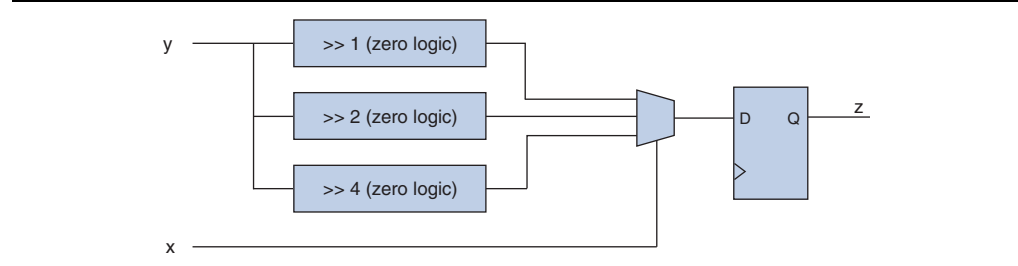 y
>> 1 (zero logic)
>> 2 (zero logic)
D Q
z
>> 4 (zero logic)
x